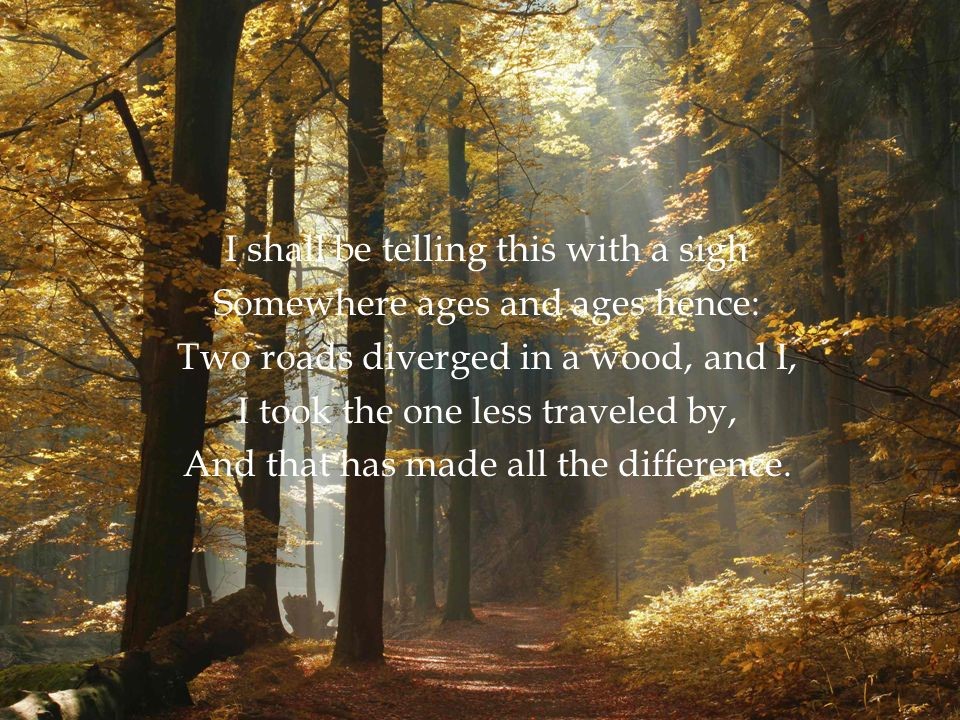 I shall be telling this with a sigh
Somewhere ages and ages hence:
Two roads diverged in a wood, and I,
I took the one less traveled by,
And that has made all the difference.